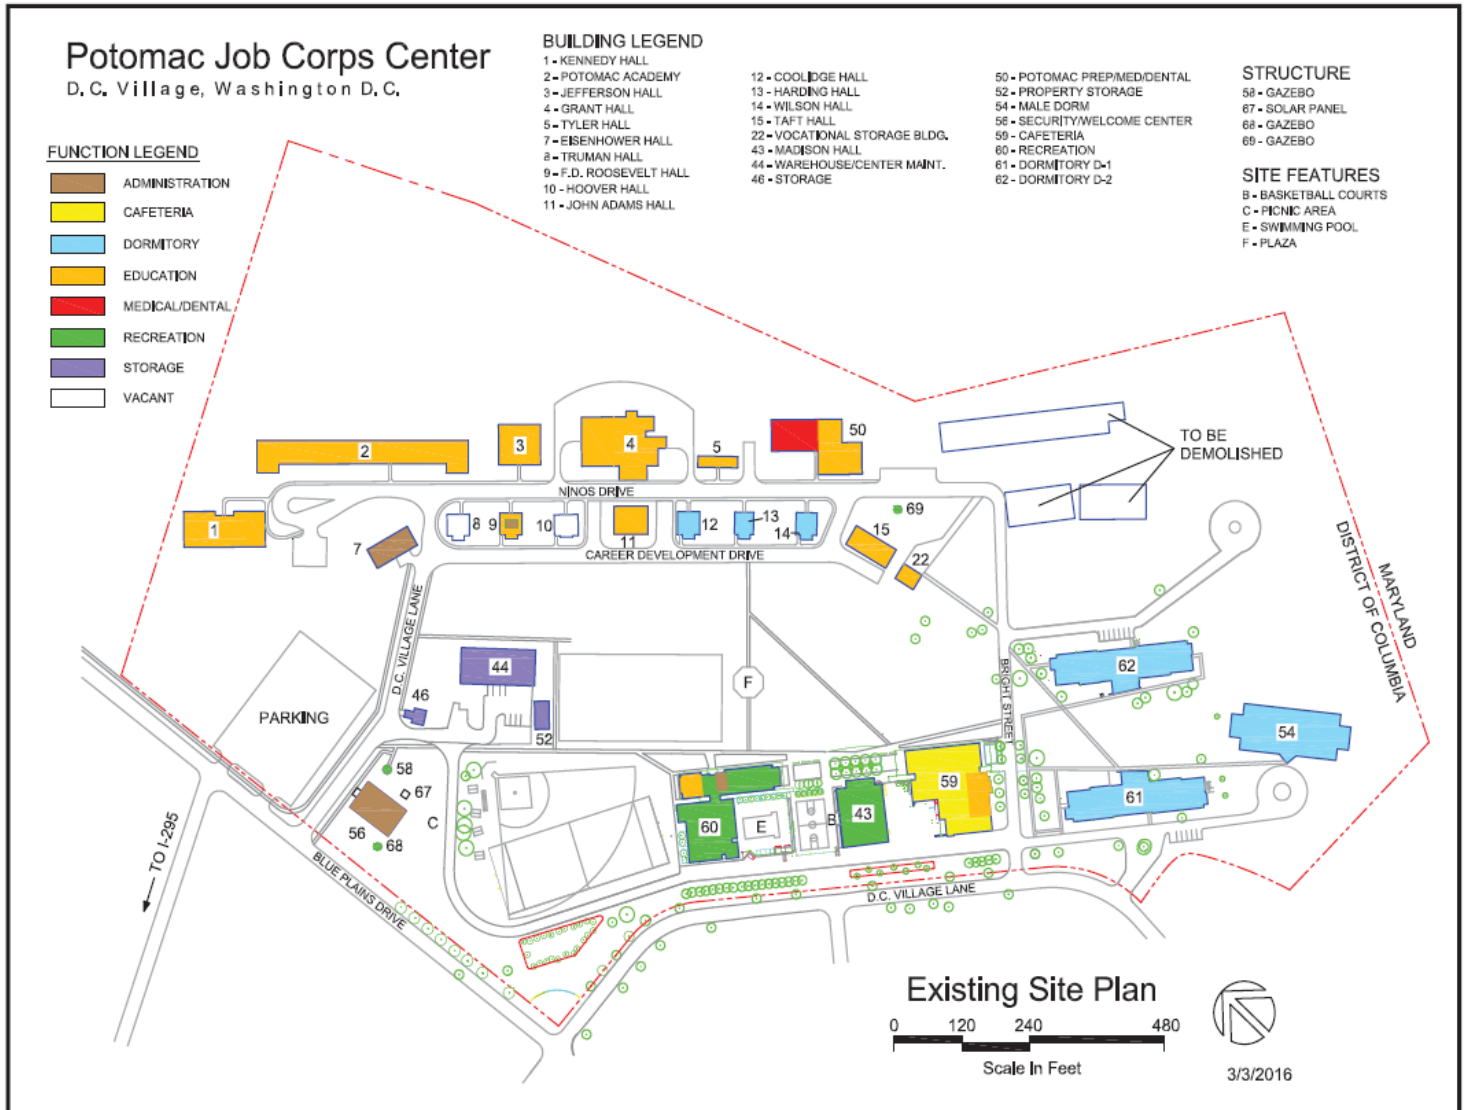 Potomac Job Corps Center
D.C. Village, Washington D.C.
BUILDING LEGEND
1 - KENNEDY HALL
2 - POTOMAC ACADEMY
3 - JEFFERSON HALL
4 - GRANT HALL
5 - TYLER HALL
7 - EISENHOWER HALL
8 - TRUMAN HALL
9 - F.D. ROOSEVELT HALL
10 - HOOVER HALL
11 - JOHN ADAMS HALL
12 - COOLIDGE HALL
13 - HARDING HALL
14 - WILSON HALL
15 - TAFT HALL
22 - VOCATIONAL STORAGE BLDG.
43 - MADISON HALL
44 - WAREHOUSE/CENTER MAINT.
46 - STORAGE
50 - POTOMAC PREP/MED/DENTAL
52 - PROPERTY STORAGE
54 - MALE DORM
56 - SECURITY/WELCOME CENTER
59 - CAFETERIA
60 - RECREATION
61 - DORMITORY D-1
62 - DORMITORY D-2
STRUCTURE
58 - GAZEBO
67 - SOLAR PANEL
68 - GAZEBO
69 - GAZEBO
SITE FEATURES
B - BASKETBALL COURTS
C - PICNIC AREA
E - SWIMMING POOL
F - PLAZA
FUNCTION LEGEND
ADMINISTRATION
CAFETERIA
DORMITORY
EDUCATION
MEDICAL/DENTAL
RECREATION
STORAGE
VACANT
2
3
4
5
50
TO BE
DEMOLISHED
NINOS DRIVE
1
7
8
9
10
11
12
13
14
15
69
22
CAREER DEVELOPMENT DRIVE
MARYLAND
DISTRICT OF COLUMBIA
D.C. VILLAGE LANE
44
46
52
F
BRIGHT STREET
62
54
PARKING
58
67
56
68
C
60
E
B
43
59
61
TO I-295
BLUE PLAINS DRIVE
D.C. VILLAGE LANE
Existing Site Plan
0 120 240 480
Scale In Feet
3/3/2016